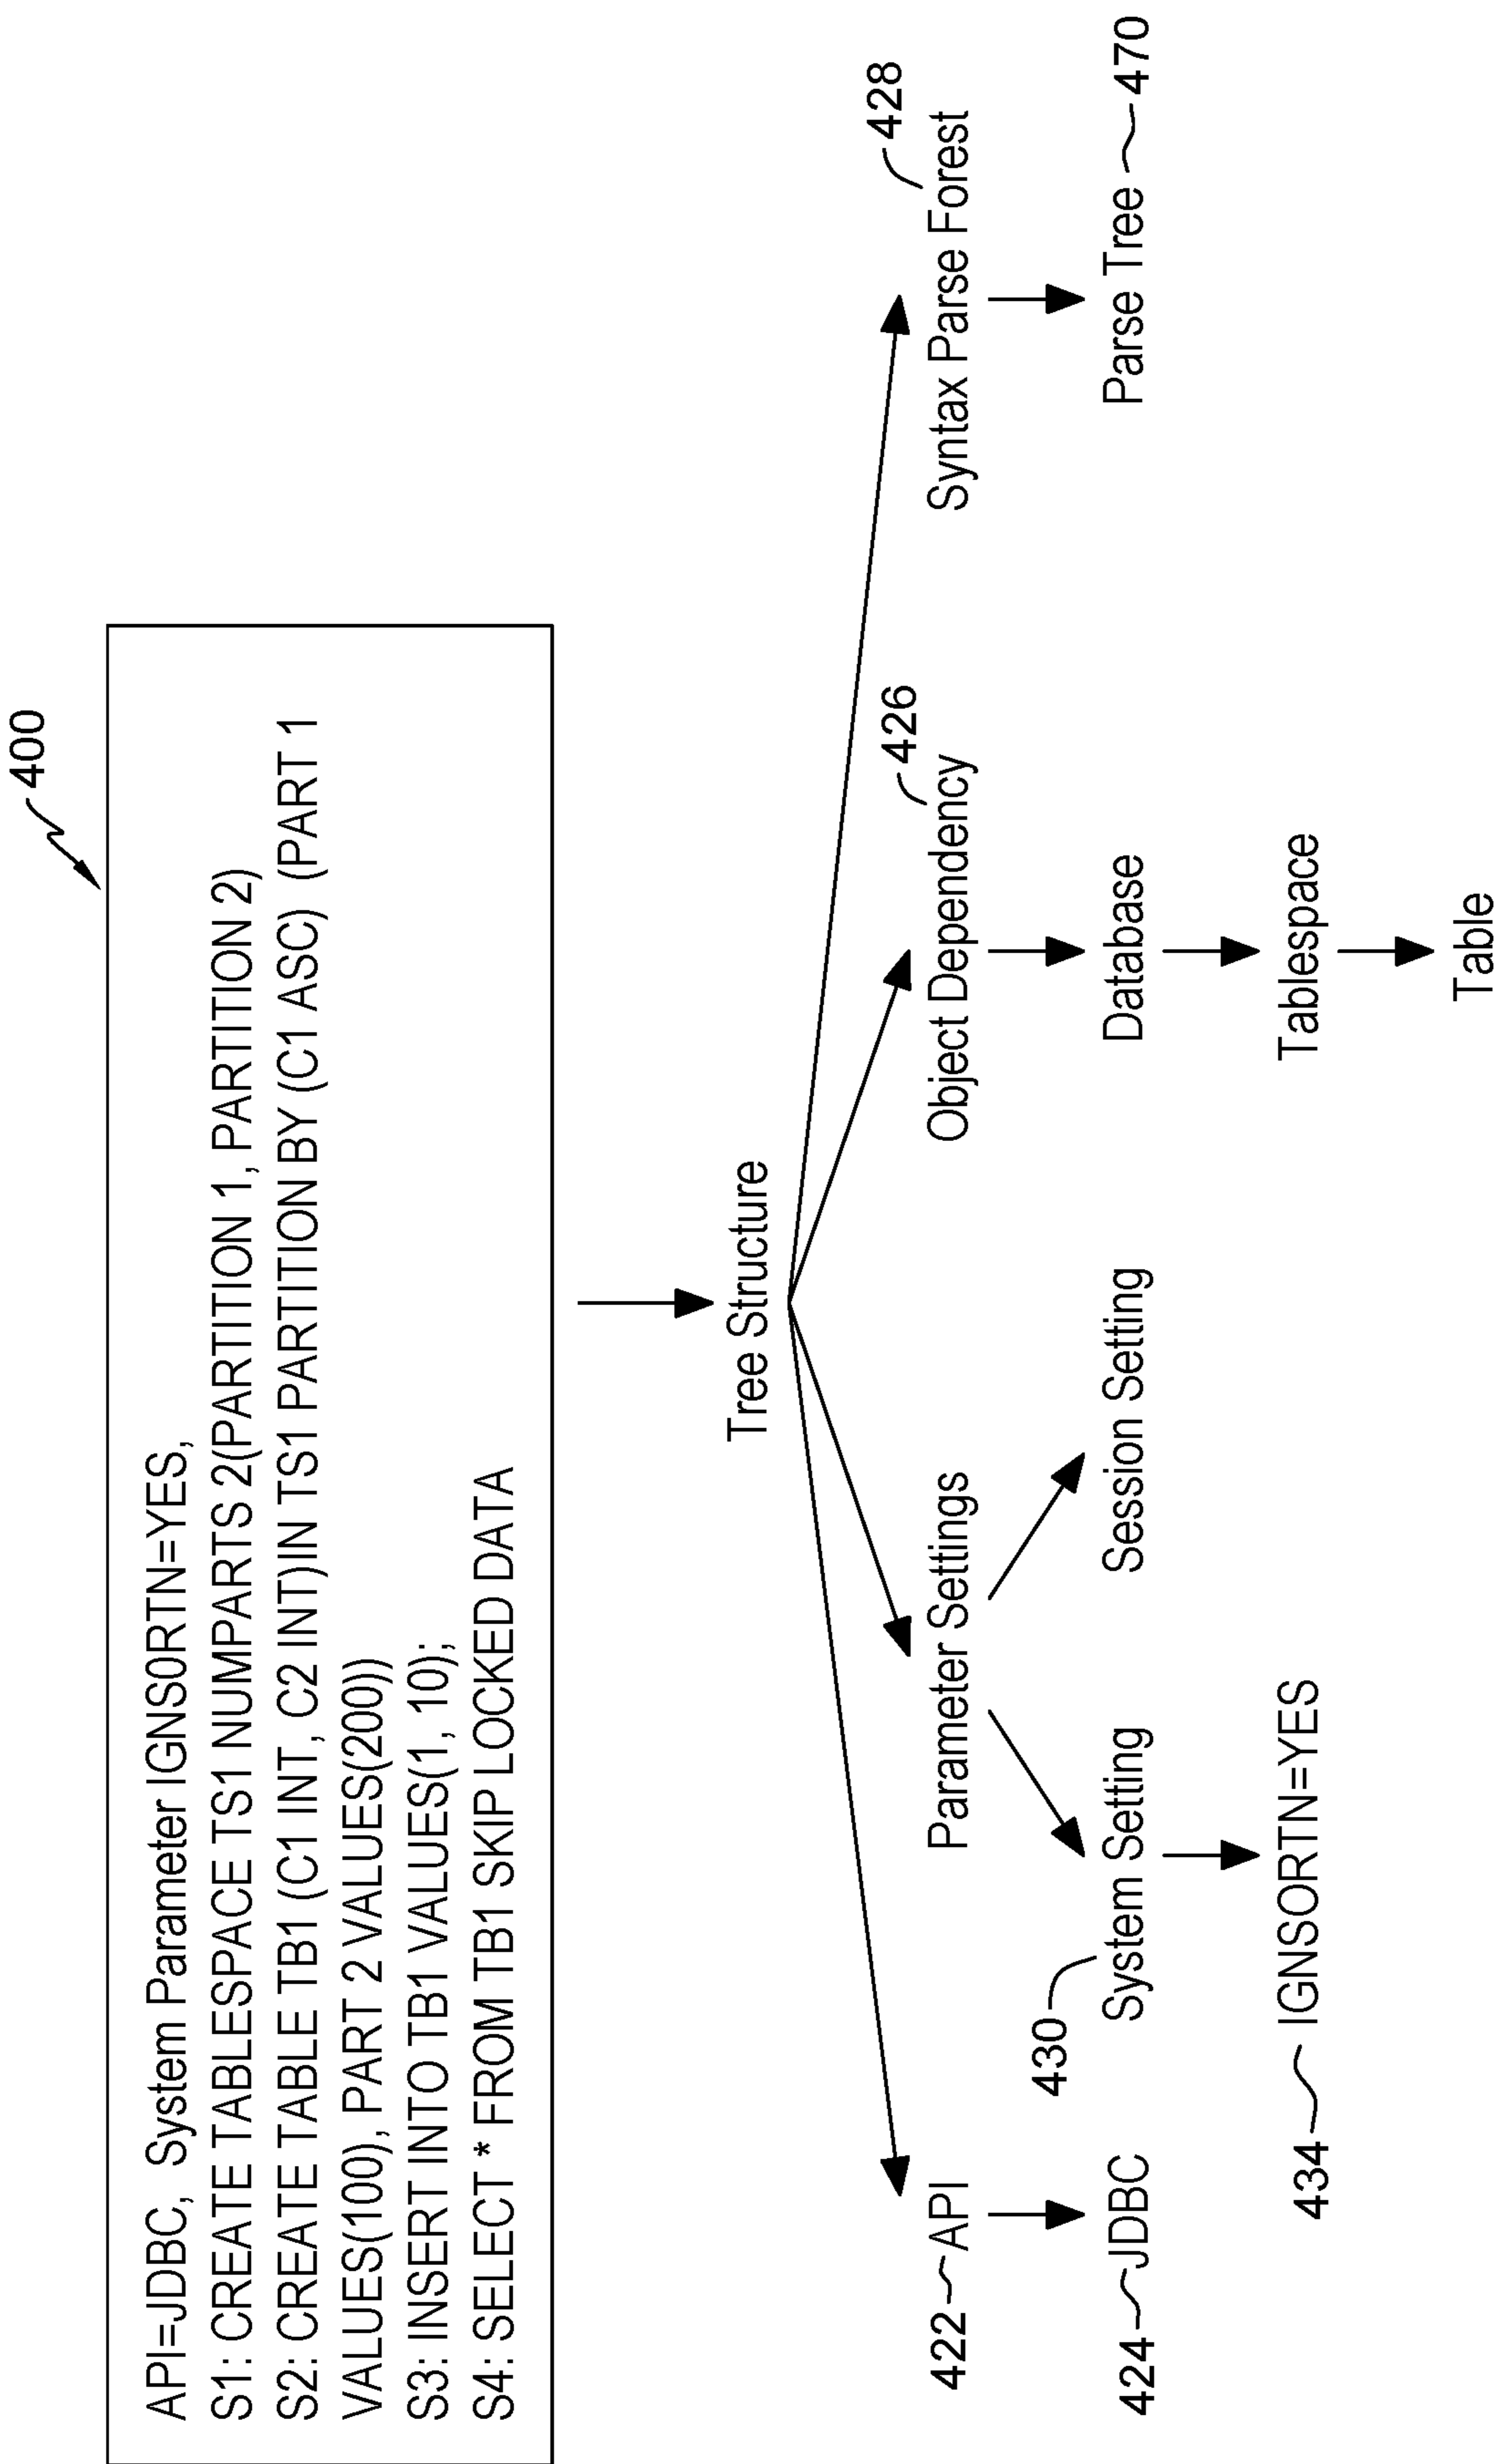 400
API=JDBC, System Parameter IGNSORTN=YES,
S1: CREATE TABLESPACE TS1 NUMPARTS 2(PARTITION 1, PARTITION 2)
S2: CREATE TABLE TB1 (C1 INT, C2 INT)IN TS1 PARTITION BY (C1 ASC) (PART 1
VALUES(100), PART 2 VALUES(200))
S3: INSERT INTO TB1 VALUES(1, 10);
S4: SELECT * FROM TB1 SKIP LOCKED DATA
Tree Structure
422 API
Parameter Settings
Object Dependency
426
Syntax Parse Forest
428
424 JDBC
430
System Setting
Session Setting
Database
Parse Tree 470
434 IGNSORTN=YES
Tablespace
Table